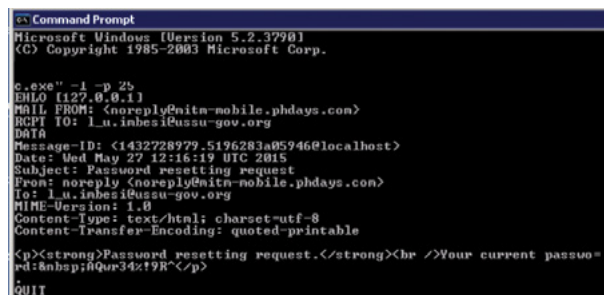 Command Prompt
Microsoft Windows [Version 5.2.3790]
(C) Copyright 1985-2003 Microsoft Corp.
c.exe" -l -p 25
EHLO [127.0.0.1]
MAIL FROM: <noreply@mitm-mobile.phdays.com>
RCPT TO: l_u.imbesi@ussu-gov.org
DATA
Message-ID: <1432728979.5196283a05946@localhost>
Date: Wed May 27 12:16:19 UTC 2015
Subject: Password resetting request
From: noreply <noreply@mitm-mobile.phdays.com>
To: l_u.imbesi@ussu-gov.org
MIME-Version: 1.0
Content-Type: text/html; charset=utf-8
Content-Transfer-Encoding: quoted-printable
<p><strong>Password resetting request.</strong><br />Your current passwo=
rd:&nbsp;AQwr34%!9R^</p>
.
QUIT